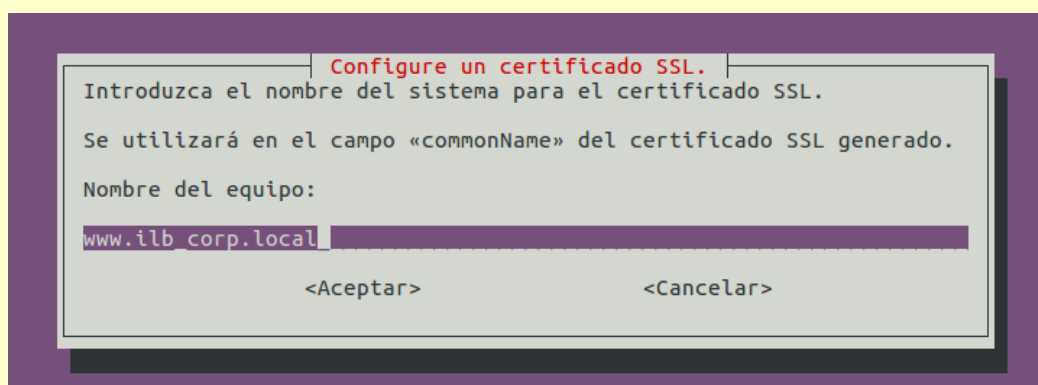 Configure un certificado SSL.
Introduzca el nombre del sistema para el certificado SSL.
Se utilizará en el campo «commonName» del certificado SSL generado.
Nombre del equipo:
www.ilb_corp.local
<Aceptar> <Cancelar>